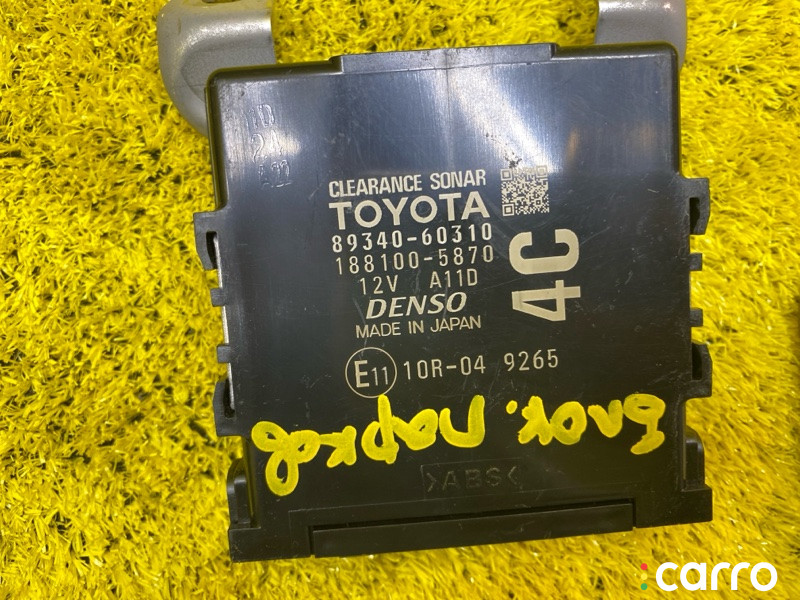 CLEARANCE SONAR
TOYOTA
89340-60310
188100-5870
12V A11D
DENSO
MADE IN JAPAN
4C
E11 10R-04 9265
блок. парков
>ABS<
carro